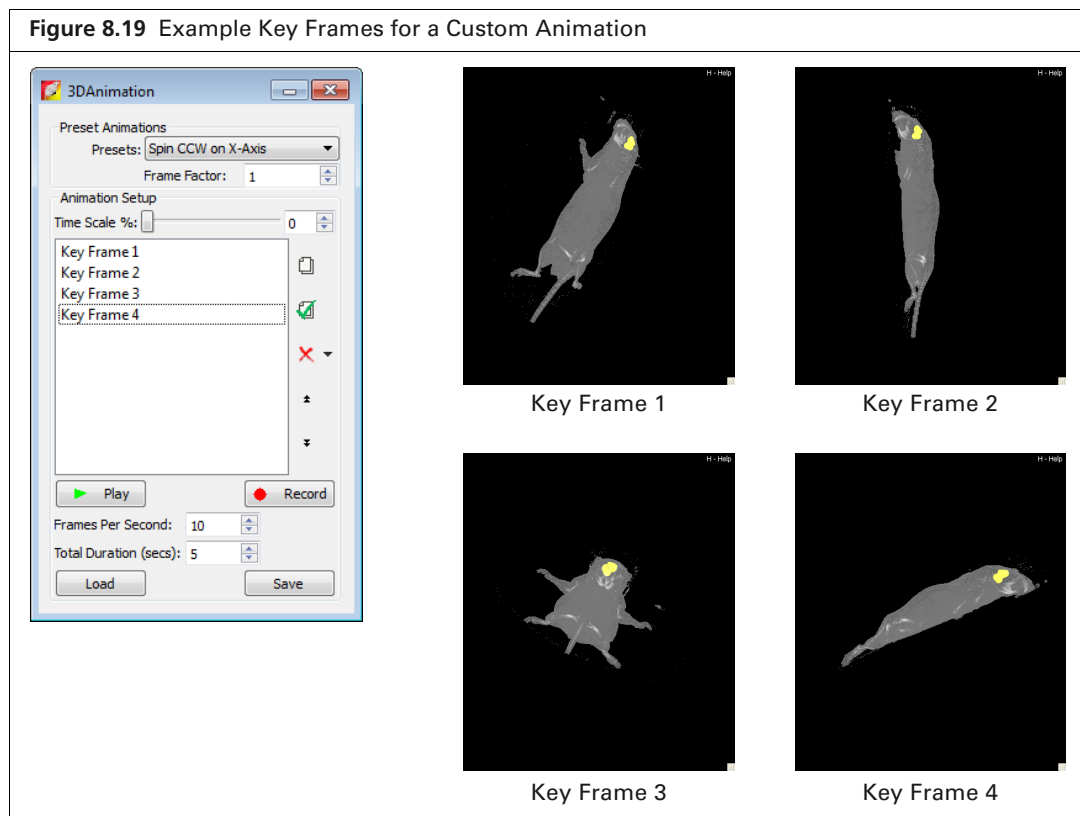 Figure 8.19 Example Key Frames for a Custom Animation
3DAnimation
Preset Animations
Presets: Spin CCW on X-Axis
Frame Factor: 1
Animation Setup
Time Scale %: 0
Key Frame 1
Key Frame 2
Key Frame 3
Key Frame 4
Play
Record
Frames Per Second: 10
Total Duration (secs): 5
Load
Save
H - Help
Key Frame 1
H - Help
Key Frame 2
H - Help
Key Frame 3
H - Help
Key Frame 4